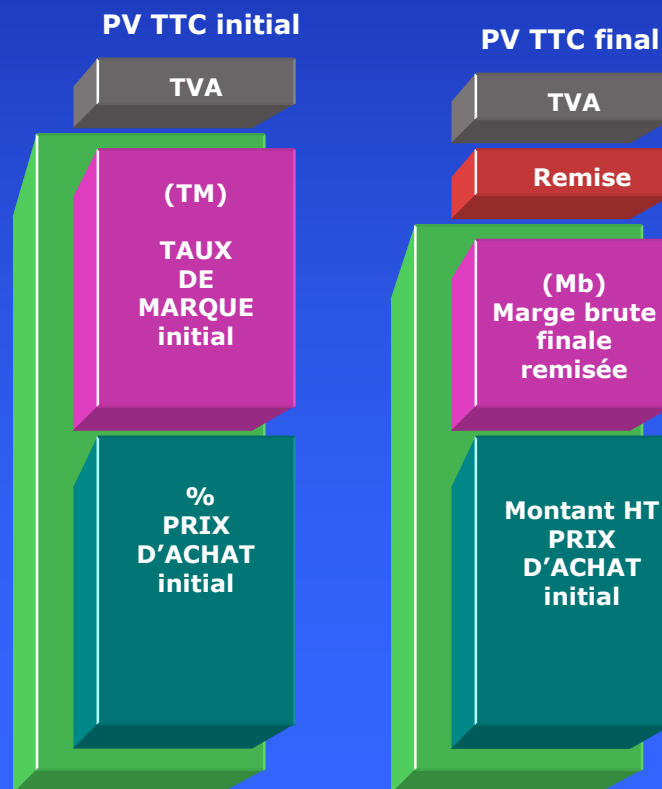 PV TTC initial
TVA
(TM)
TAUX
DE
MARQUE
initial
%
PRIX
D’ACHAT
initial
PV TTC final
TVA
Remise
(Mb)
Marge brute
finale
remisée
Montant HT
PRIX
D’ACHAT
initial